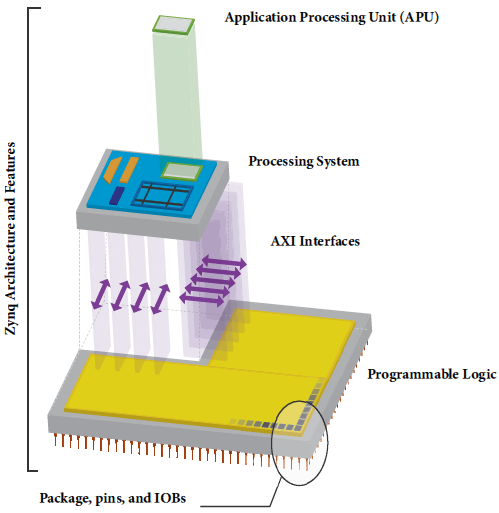 Application Processing Unit (APU)
Processing System
AXI Interfaces
Zynq Architecture and Features
Programmable Logic
Package, pins, and IOBs